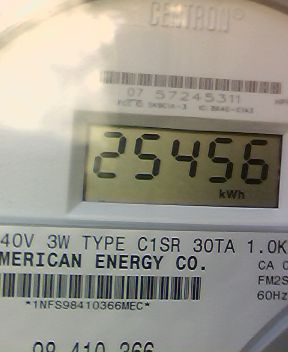 CENTRON®
07 57245311
25456
kWh
40V 3W TYPE C1SR 30TA 1.0K
MERICAN ENERGY CO.
CA 0
FM2S
60Hz
*1NFS98410366MEC*
98 410 366